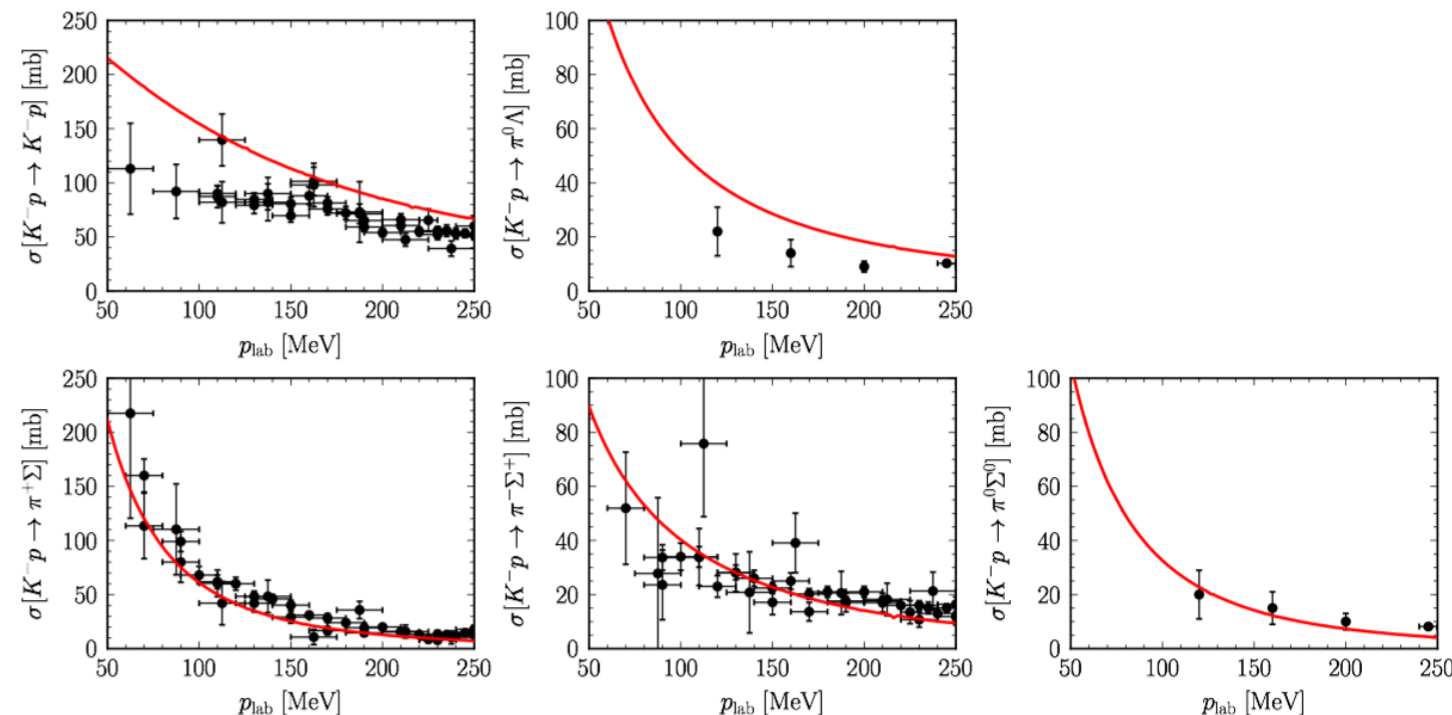 σ[K⁻p → K⁻p] [mb]
250
200
150
100
50
0
50 100 150 200 250
p_lab [MeV]
σ[K⁻p → π⁰Λ] [mb]
100
80
60
40
20
0
50 100 150 200 250
p_lab [MeV]
σ[K⁻p → π⁺Σ] [mb]
250
200
150
100
50
0
50 100 150 200 250
p_lab [MeV]
σ[K⁻p → π⁻Σ⁺] [mb]
100
80
60
40
20
0
50 100 150 200 250
p_lab [MeV]
σ[K⁻p → π⁰Σ⁰] [mb]
100
80
60
40
20
0
50 100 150 200 250
p_lab [MeV]